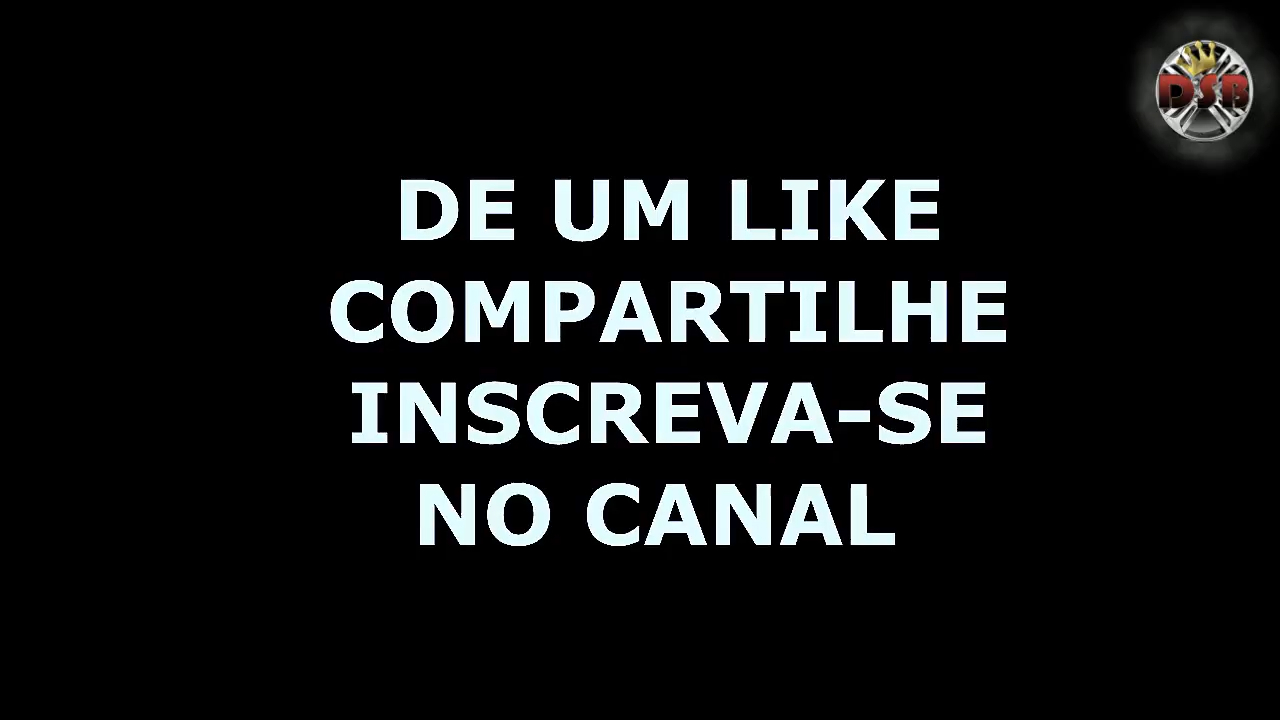 DSB
DE UM LIKE
COMPARTILHE
INSCREVA-SE
NO CANAL